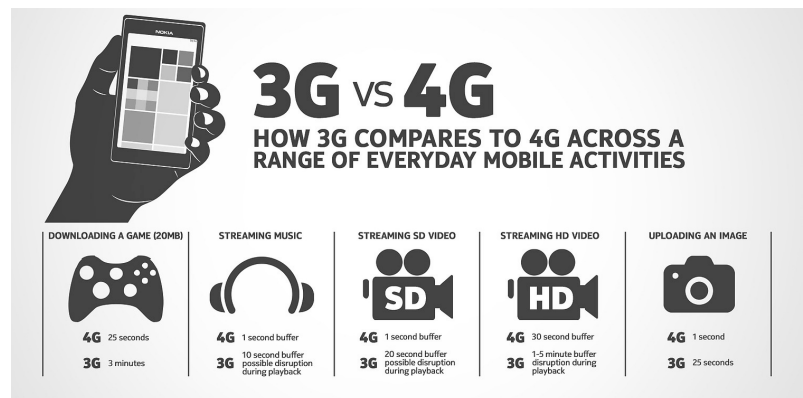 NOKIA
3G VS 4G
HOW 3G COMPARES TO 4G ACROSS A
RANGE OF EVERYDAY MOBILE ACTIVITIES
DOWNLOADING A GAME (20MB)
4G 25 seconds
3G 3 minutes
STREAMING MUSIC
4G 1 second buffer
3G 10 second buffer
possible disruption
during playback
STREAMING SD VIDEO
SD
4G 1 second buffer
3G 20 second buffer
possible disruption
during playback
STREAMING HD VIDEO
HD
4G 30 second buffer
3G 1-5 minute buffer
disruption during
playback
UPLOADING AN IMAGE
4G 1 second
3G 25 seconds